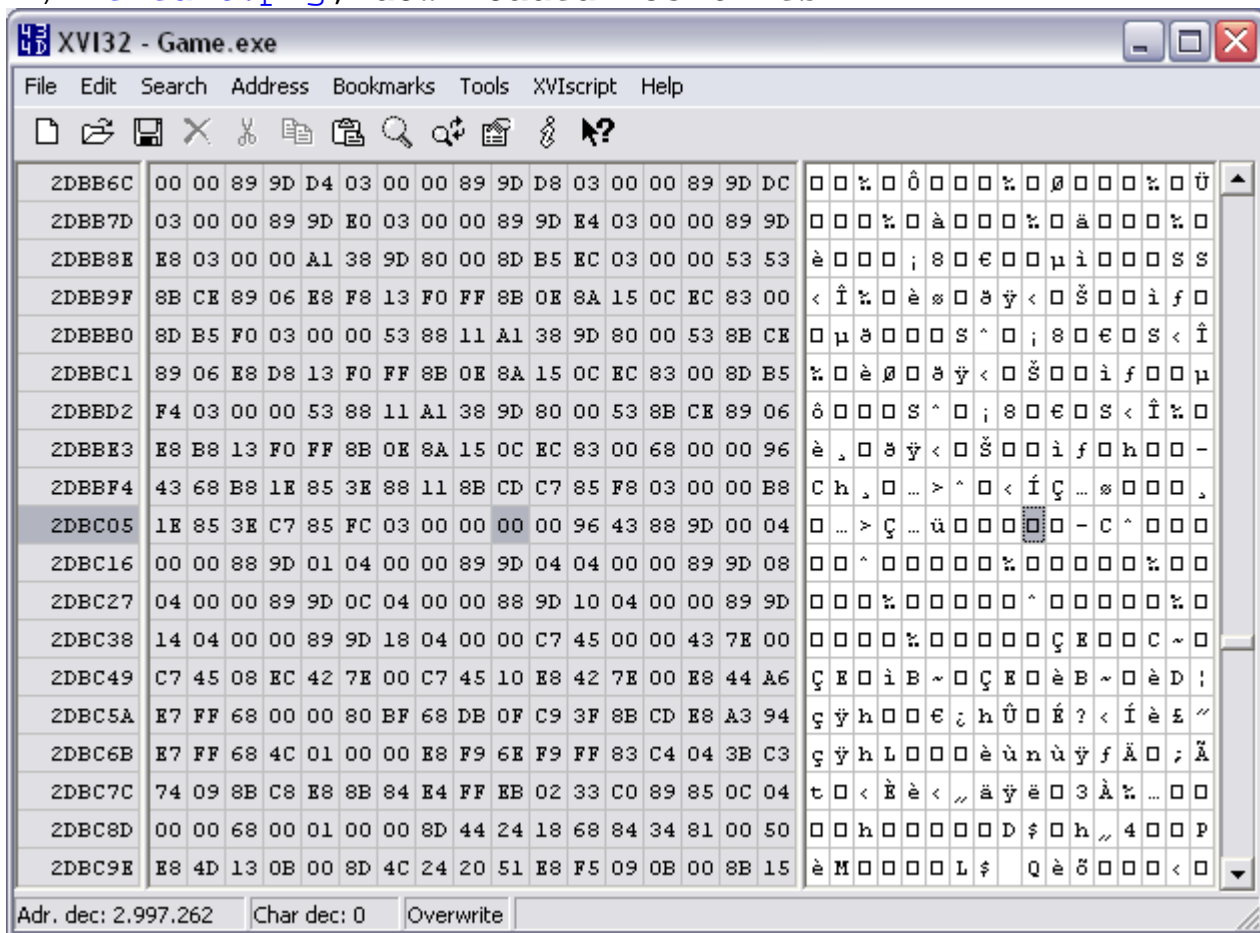 XVI32 - Game.exe
File Edit Search Address Bookmarks Tools XVIscript Help
2DBB6C 00 00 89 9D D4 03 00 00 89 9D D8 03 00 00 89 9D DC □ □ ‰ □ Ô □ □ □ ‰ □ Ø □ □ □ ‰ □ Ü
2DBB7D 03 00 00 89 9D E0 03 00 00 89 9D E4 03 00 00 89 9D □ □ □ ‰ □ à □ □ □ ‰ □ ä □ □ □ ‰ □
2DBB8E E8 03 00 00 A1 38 9D 80 00 8D B5 EC 03 00 00 53 53 è □ □ □ ¡ 8 □ € □ □ µ ì □ □ □ S S
2DBB9F 8B CE 89 06 E8 F8 13 F0 FF 8B 0E 8A 15 0C EC 83 00 ‹ Î ‰ □ è ø □ ð ÿ ‹ □ Š □ □ ì ƒ □
2DBBB0 8D B5 F0 03 00 00 53 88 11 A1 38 9D 80 00 53 8B CE □ µ ð □ □ □ S ˆ □ ¡ 8 □ € □ S ‹ Î
2DBBC1 89 06 E8 D8 13 F0 FF 8B 0E 8A 15 0C EC 83 00 8D B5 ‰ □ è Ø □ ð ÿ ‹ □ Š □ □ ì ƒ □ □ µ
2DBBD2 F4 03 00 00 53 88 11 A1 38 9D 80 00 53 8B CE 89 06 ô □ □ □ S ˆ □ ¡ 8 □ € □ S ‹ Î ‰ □
2DBBE3 E8 B8 13 F0 FF 8B 0E 8A 15 0C EC 83 00 68 00 00 96 è ¸ □ ð ÿ ‹ □ Š □ □ ì ƒ □ h □ □ –
2DBBF4 43 68 B8 1E 85 3E 88 11 8B CD C7 85 F8 03 00 00 B8 C h ¸ □ … > ˆ □ ‹ Í Ç … ø □ □ □ ¸
2DBC05 1E 85 3E C7 85 FC 03 00 00 00 00 96 43 88 9D 00 04 □ … > Ç … ü □ □ □ □ □ – C ˆ □ □ □
2DBC16 00 00 88 9D 01 04 00 00 89 9D 04 04 00 00 89 9D 08 □ □ ˆ □ □ □ □ □ ‰ □ □ □ □ □ ‰ □ □
2DBC27 04 00 00 89 9D 0C 04 00 00 88 9D 10 04 00 00 89 9D □ □ □ ‰ □ □ □ □ □ ˆ □ □ □ □ □ ‰ □
2DBC38 14 04 00 00 89 9D 18 04 00 00 C7 45 00 00 43 7E 00 □ □ □ □ ‰ □ □ □ □ □ Ç E □ □ C ~ □
2DBC49 C7 45 08 EC 42 7E 00 C7 45 10 E8 42 7E 00 E8 44 A6 Ç E □ ì B ~ □ Ç E □ è B ~ □ è D ¦
2DBC5A E7 FF 68 00 00 80 BF 68 DB 0F C9 3F 8B CD E8 A3 94 ç ÿ h □ □ € ¿ h Û □ É ? ‹ Í è £ ”
2DBC6B E7 FF 68 4C 01 00 00 E8 F9 6E F9 FF 83 C4 04 3B C3 ç ÿ h L □ □ □ è ù n ù ÿ ƒ Ä □ ; Ã
2DBC7C 74 09 8B C8 E8 8B 84 E4 FF EB 02 33 C0 89 85 0C 04 t □ ‹ È è ‹ „ ä ÿ ë □ 3 À ‰ … □ □
2DBC8D 00 00 68 00 01 00 00 8D 44 24 18 68 84 34 81 00 50 □ □ h □ □ □ □ □ D $ □ h „ 4 □ □ P
2DBC9E E8 4D 13 0B 00 8D 4C 24 20 51 E8 F5 09 0B 00 8B 15 è M □ □ □ □ L $ Q è õ □ □ □ ‹ □
Adr. dec: 2.997.262 Char dec: 0 Overwrite